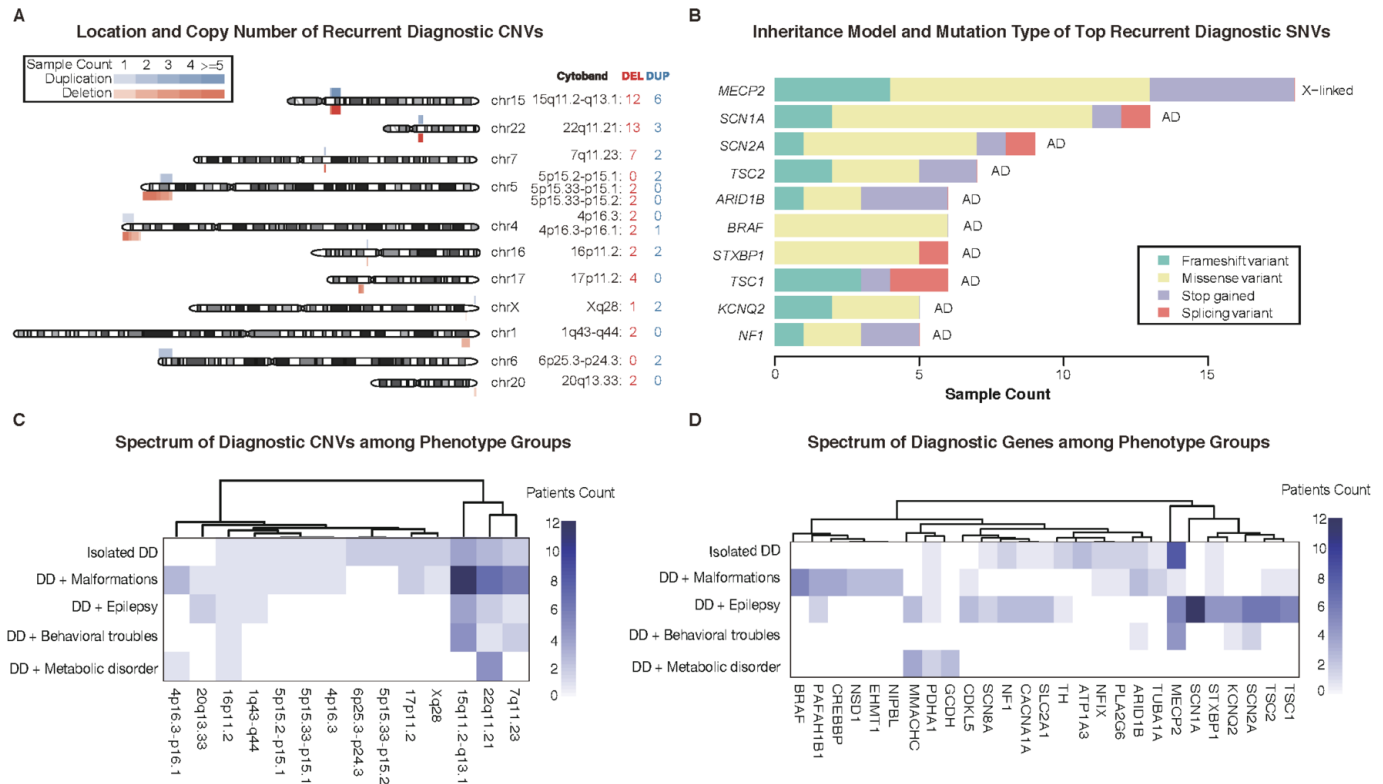 A
Location and Copy Number of Recurrent Diagnostic CNVs
Sample Count 1 2 3 4 >=5
Duplication
Deletion
Cytoband DEL DUP
chr15 15q11.2-q13.1: 12 6
chr22 22q11.21: 13 3
chr7 7q11.23: 7 2
chr5 5p15.2-p15.1: 0 2
5p15.33-p15.1: 2 0
5p15.33-p15.2: 2 0
4p16.3: 2 0
chr4 4p16.3-p16.1: 2 1
chr16 16p11.2: 2 2
chr17 17p11.2: 4 0
chrX Xq28: 1 2
chr1 1q43-q44: 2 0
chr6 6p25.3-p24.3: 0 2
chr20 20q13.33: 2 0
B
Inheritance Model and Mutation Type of Top Recurrent Diagnostic SNVs
MECP2 X-linked
SCN1A AD
SCN2A AD
TSC2 AD
ARID1B AD
BRAF AD
STXBP1 AD
TSC1 AD
KCNQ2 AD
NF1 AD
Frameshift variant
Missense variant
Stop gained
Splicing variant
0 5 10 15
Sample Count
C
Spectrum of Diagnostic CNVs among Phenotype Groups
Patients Count
12
10
8
6
4
2
0
Isolated DD
DD + Malformations
DD + Epilepsy
DD + Behavioral troubles
DD + Metabolic disorder
4p16.3-p16.1
20q13.33
16p11.2
1q43-q44
5p15.2-p15.1
5p15.33-p15.1
4p16.3
6p25.3-p24.3
5p15.33-p15.2
17p11.2
Xq28
15q11.2-q13.1
22q11.21
7q11.23
D
Spectrum of Diagnostic Genes among Phenotype Groups
Patients Count
12
10
8
6
4
2
0
Isolated DD
DD + Malformations
DD + Epilepsy
DD + Behavioral troubles
DD + Metabolic disorder
BRAF
PAFAH1B1
CREBBP
NSD1
EHMT1
NIPBL
MMACHC
PDHA1
GCDH
CDKL5
SCN8A
NF1
CACNA1A
SLC2A1
TH
ATP1A3
NFIX
PLA2G6
ARID1B
TUBA1A
MECP2
SCN1A
STXBP1
KCNQ2
SCN2A
TSC2
TSC1